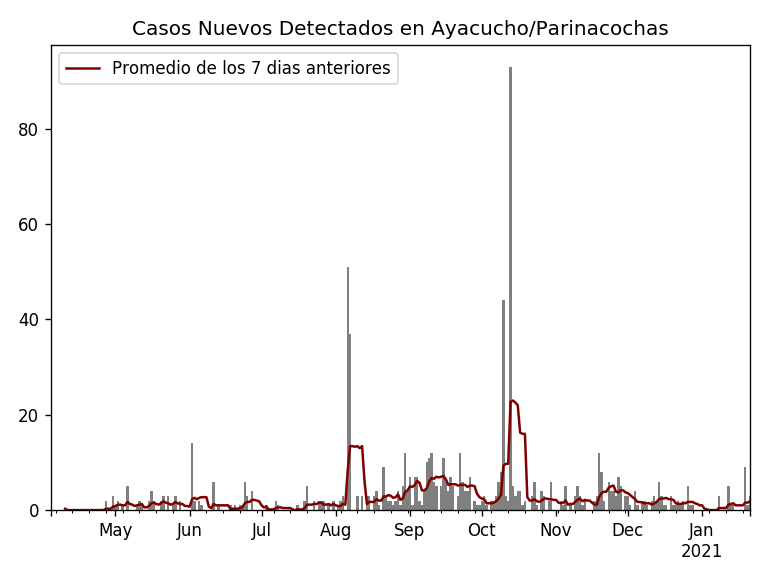 Casos Nuevos Detectados en Ayacucho/Parinacochas
Promedio de los 7 dias anteriores
80
60
40
20
0
May Jun Jul Aug Sep Oct Nov Dec Jan
2021